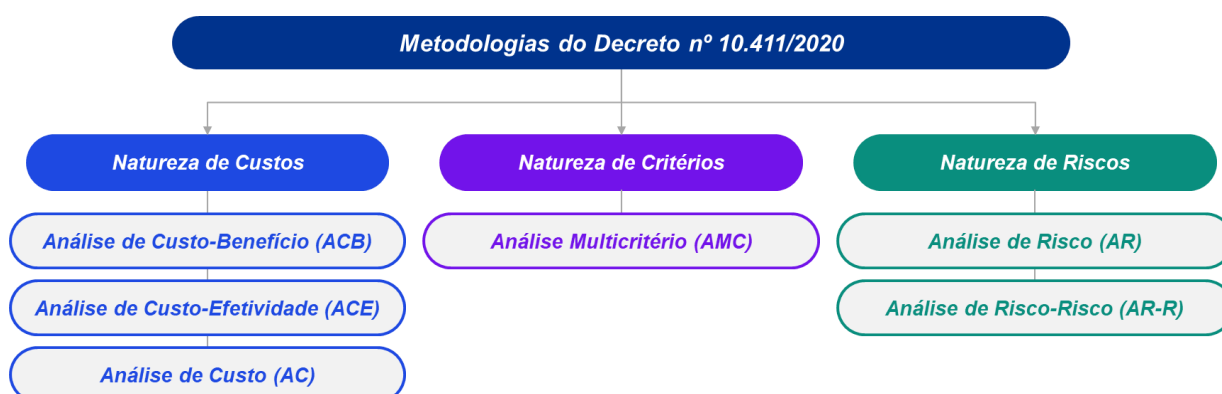 Metodologias do Decreto nº 10.411/2020
Natureza de Custos
Análise de Custo-Benefício (ACB)
Análise de Custo-Efetividade (ACE)
Análise de Custo (AC)
Natureza de Critérios
Análise Multicritério (AMC)
Natureza de Riscos
Análise de Risco (AR)
Análise de Risco-Risco (AR-R)